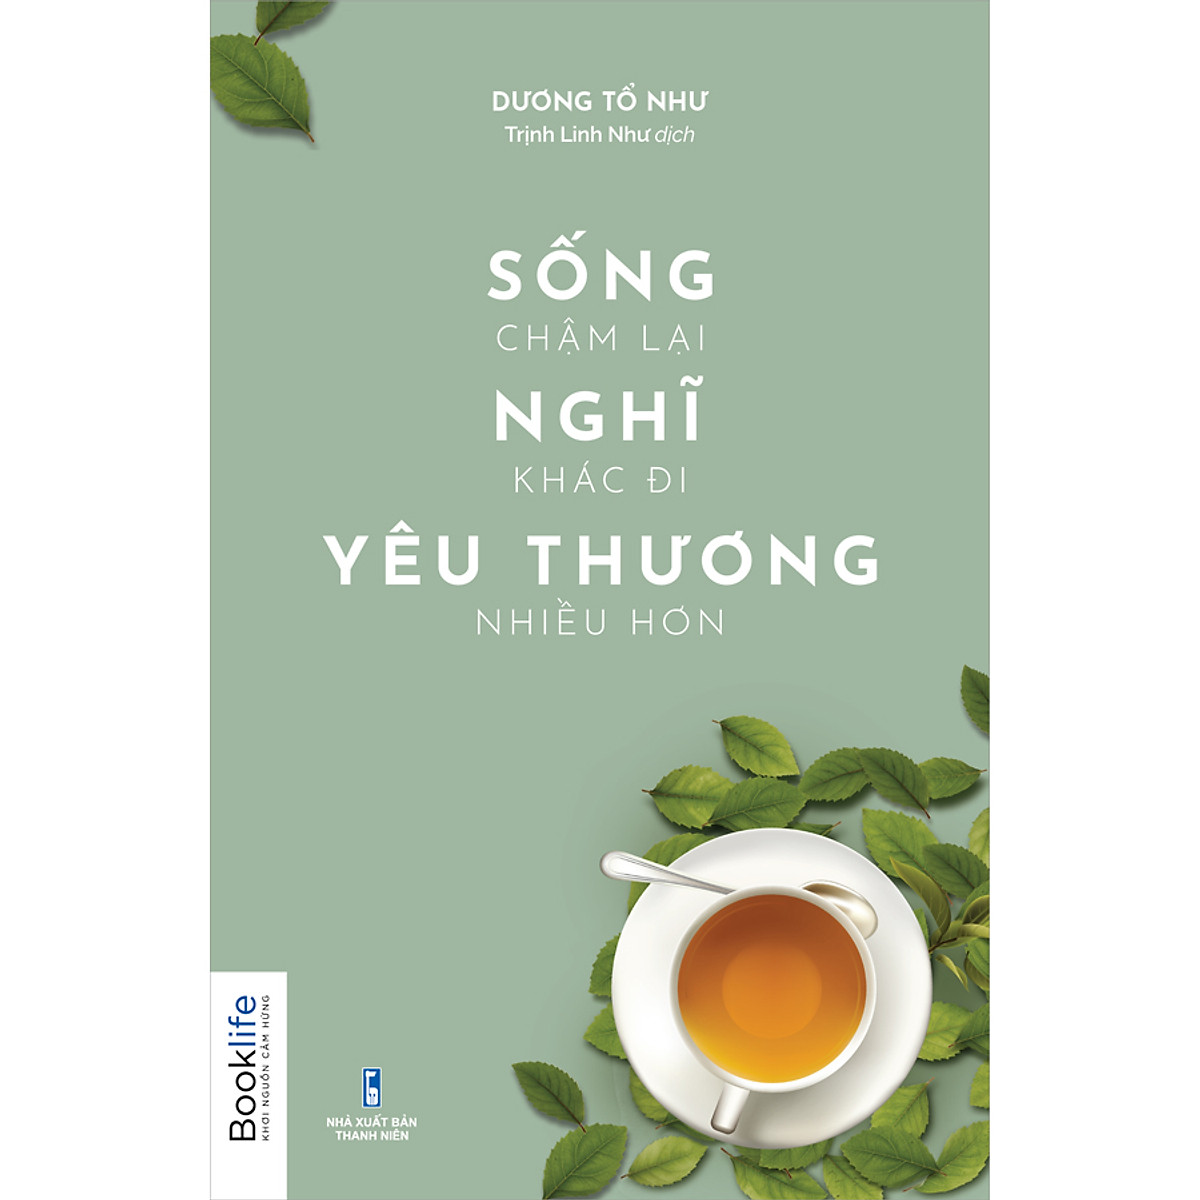 DƯƠNG TỔ NHƯ
Trịnh Linh Như dịch
SỐNG
CHẬM LẠI
NGHĨ
KHÁC ĐI
YÊU THƯƠNG
NHIỀU HƠN
Booklife
KHƠI NGUỒN CẢM HỨNG
NHÀ XUẤT BẢN
THANH NIÊN